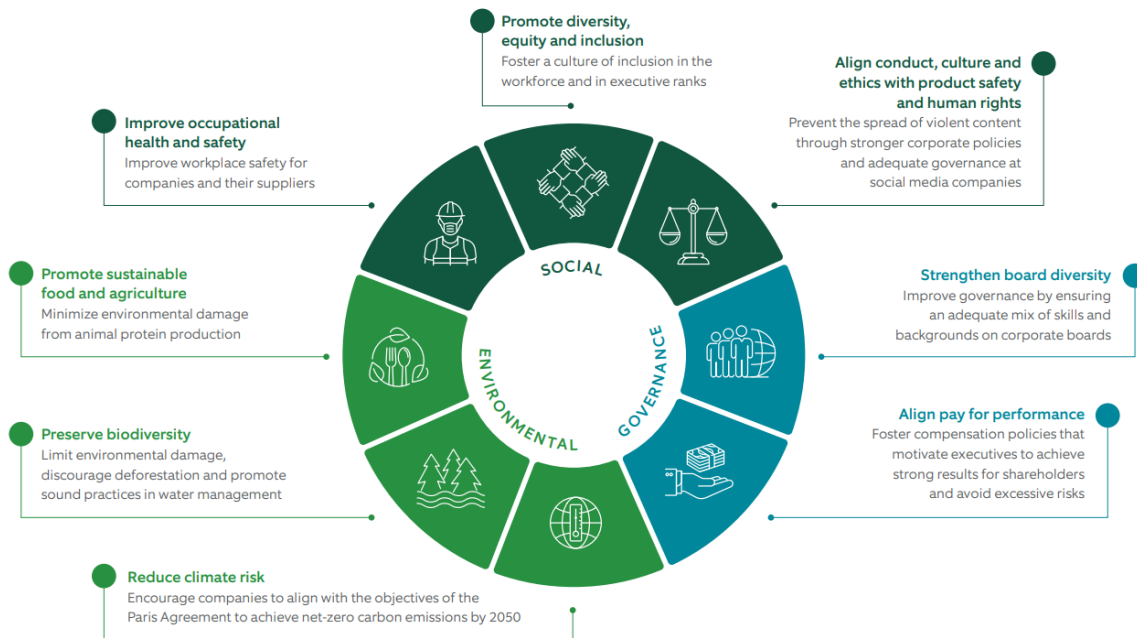 Promote diversity,
equity and inclusion
Foster a culture of inclusion in the
workforce and in executive ranks
Align conduct, culture and
ethics with product safety
and human rights
Prevent the spread of violent content
through stronger corporate policies
and adequate governance at
social media companies
Improve occupational
health and safety
Improve workplace safety for
companies and their suppliers
SOCIAL
Promote sustainable
food and agriculture
Minimize environmental damage
from animal protein production
Strengthen board diversity
Improve governance by ensuring
an adequate mix of skills and
backgrounds on corporate boards
ENVIRONMENTAL
GOVERNANCE
Preserve biodiversity
Limit environmental damage,
discourage deforestation and promote
sound practices in water management
Align pay for performance
Foster compensation policies that
motivate executives to achieve
strong results for shareholders
and avoid excessive risks
Reduce climate risk
Encourage companies to align with the objectives of the
Paris Agreement to achieve net-zero carbon emissions by 2050